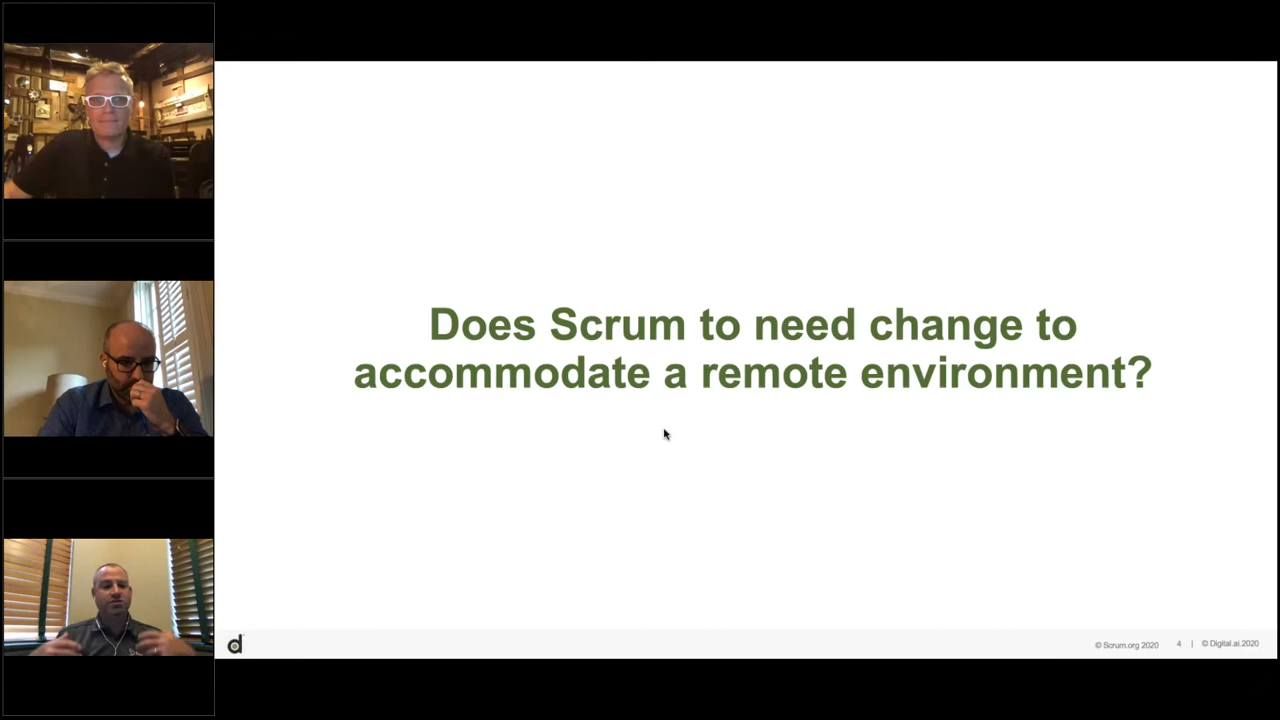 Does Scrum to need change to
accommodate a remote environment?
d
© Scrum.org 2020 4 | © Digital.ai.2020